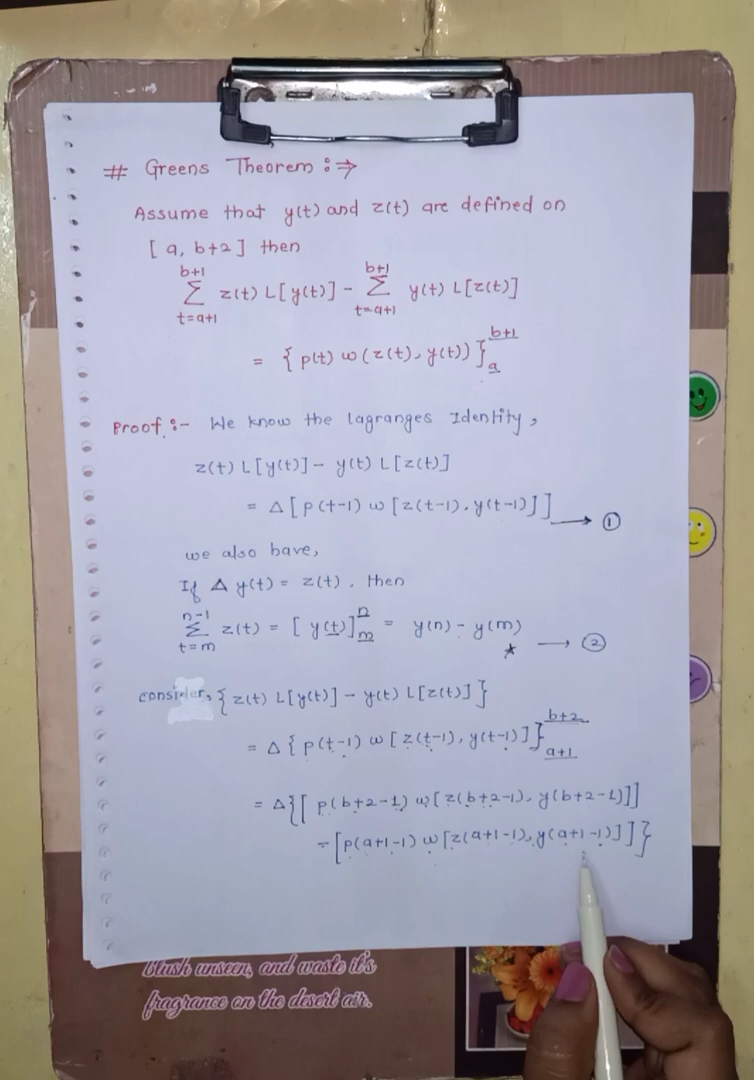 # Greens Theorem :⇒
Assume that y(t) and z(t) are defined on
[a, b+2] then
b+1 Σ t=a+1 z(t) L[y(t)] - b+1 Σ t=a+1 y(t) L[z(t)]
= {p(t) w(z(t), y(t))} b+1 a
Proof :- We know the lagranges Identity,
z(t) L[y(t)] - y(t) L[z(t)]
= Δ[p(t-1) w[z(t-1), y(t-1)]] → ①
we also have,
If Δ y(t) = z(t). then
n-1 Σ t=m z(t) = [y(t)] n m = y(n) - y(m) * → ②
consider, {z(t) L[y(t)] - y(t) L[z(t)]}
= Δ{p(t-1) w[z(t-1), y(t-1)]} b+2 a+1
= Δ{[p(b+2-1) w[z(b+2-1), y(b+2-1)]]
-[p(a+1-1) w[z(a+1-1), y(a+1-1)]]}
blush unseen, and waste it's
fragrance on the desert air.